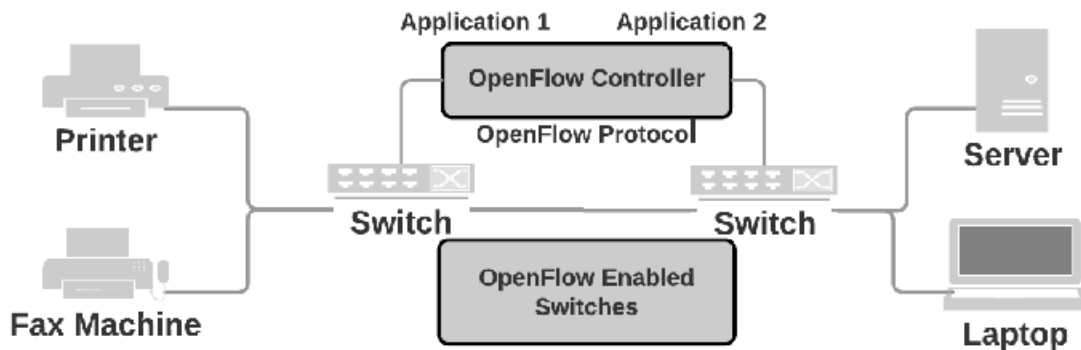 Application 1 Application 2
OpenFlow Controller
OpenFlow Protocol
Printer
Server
Switch
Switch
OpenFlow Enabled
Switches
Fax Machine
Laptop